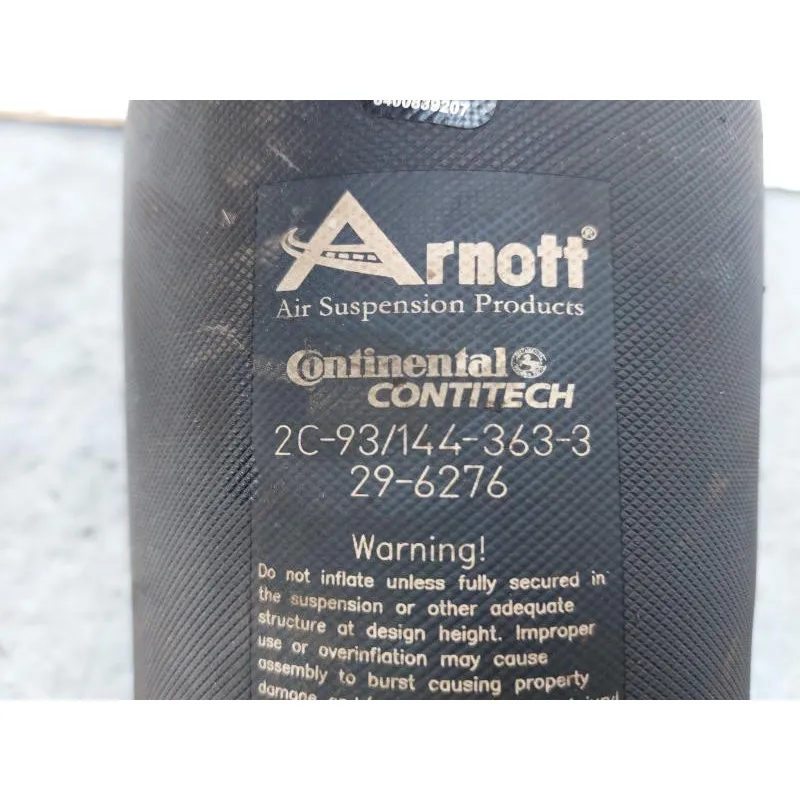 8400839207
Arnott®
Air Suspension Products
Continental
CONTITECH
2C-93/144-363-3
29-6276
Warning!
Do not inflate unless fully secured in
the suspension or other adequate
structure at design height. Improper
use or overinflation may cause
assembly to burst causing property
damage